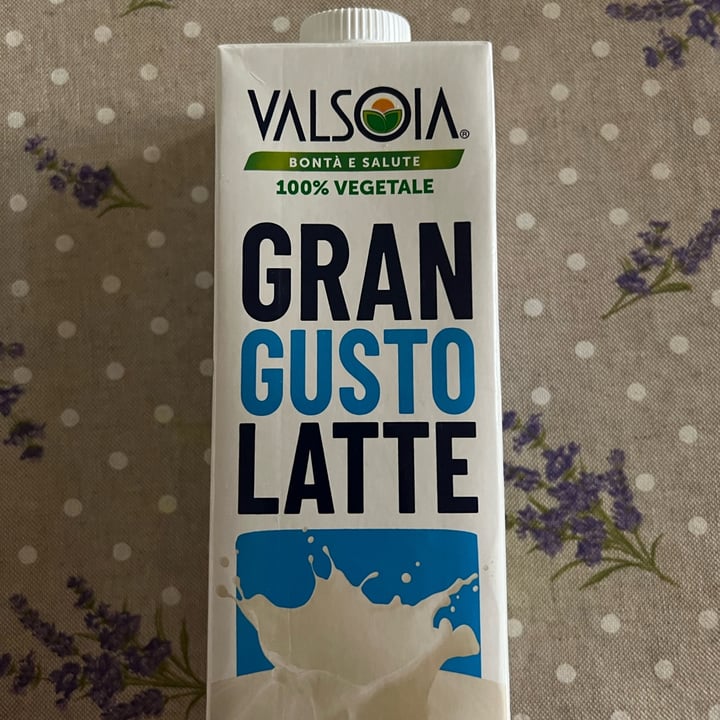 VALSOIA®
BONTÀ E SALUTE
100% VEGETALE
GRAN
GUSTO
LATTE